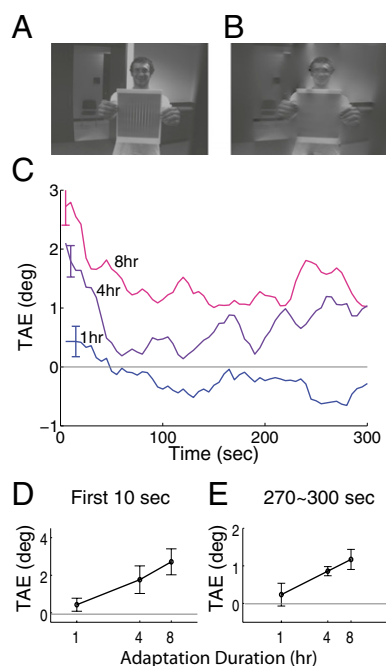 A
B
C
3
2
1
0
−1
TAE (deg)
8hr
4hr
1hr
0
100
200
300
Time (sec)
D
First 10 sec
E
270~300 sec
TAE (deg)
4
2
0
1
4
8
TAE (deg)
2
1
0
1
4
8
Adaptation Duration (hr)